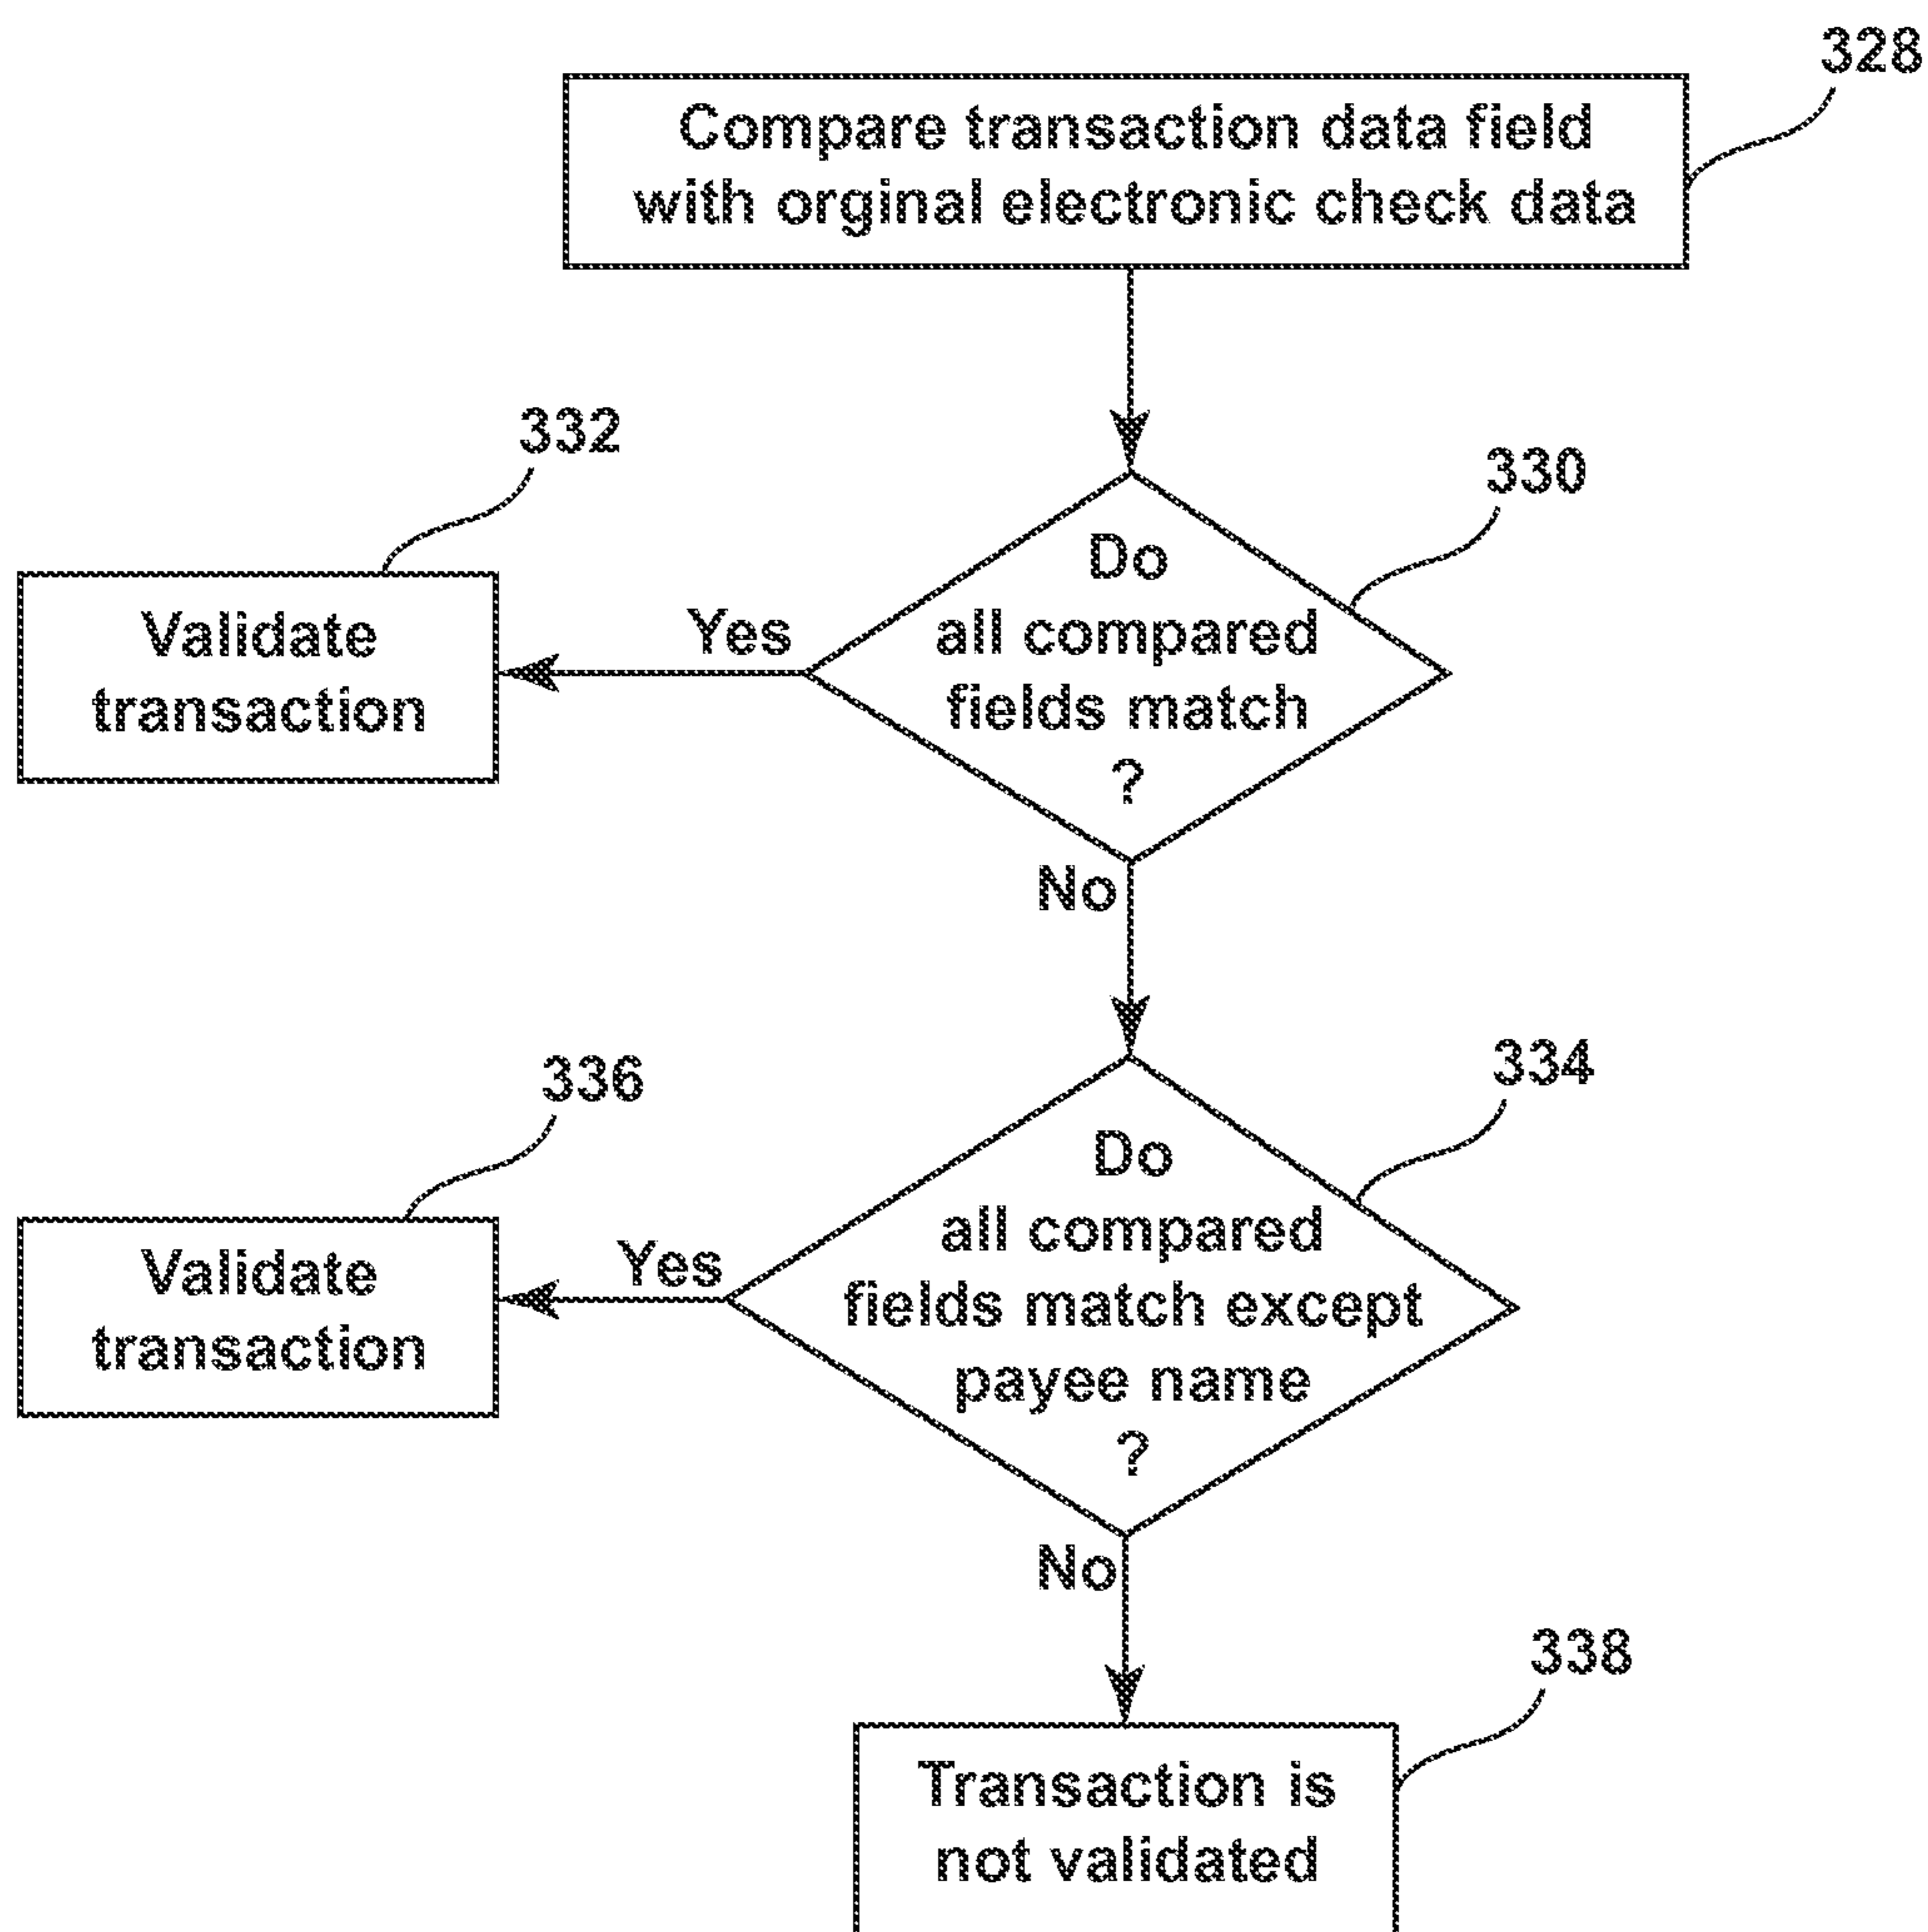 328
Compare transaction data field
with orginal electronic check data
332
330
Do
all compared
fields match
?
Yes
Validate
transaction
No
336
334
Do
all compared
fields match except
payee name
?
Yes
Validate
transaction
No
338
Transaction is
not validated